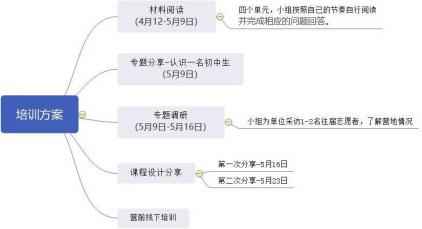 培训方案
材料阅读
(4月12-5月9日)
四个单元，小组按照自己的节奏自行阅读
并完成相应的问题回答。
专题分享-认识一名初中生
(5月9日)
专题调研
(5月9日-5月16日)
小组为单位采访1-2名往届志愿者，了解营地情况
课程设计分享
第一次分享-5月16日
第二次分享-5月23日
营前线下培训